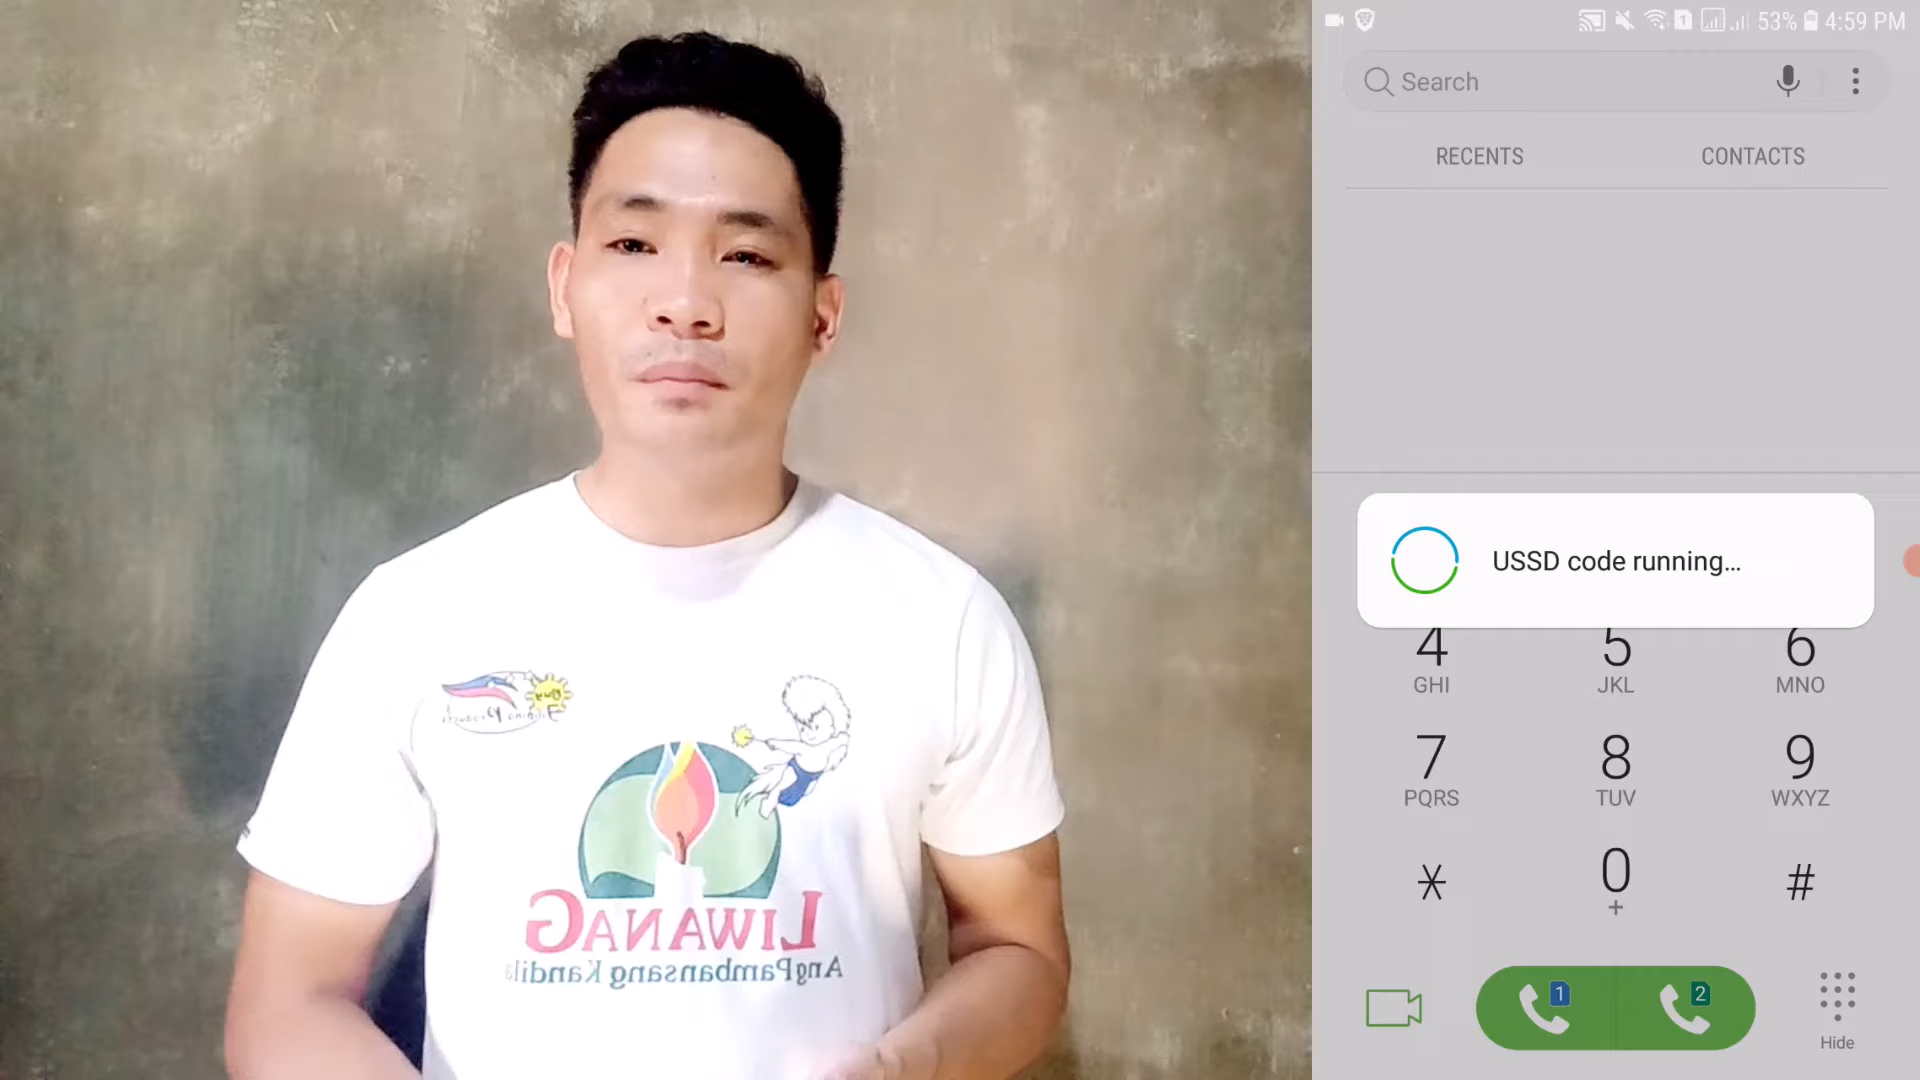 LIWANAG
Ang Pambansang Kandila
53% 4:59 PM
Search
RECENTS
CONTACTS
USSD code running...
4
GHI
5
JKL
6
MNO
7
PQRS
8
TUV
9
WXYZ
*
0
+
#
1
2
Hide